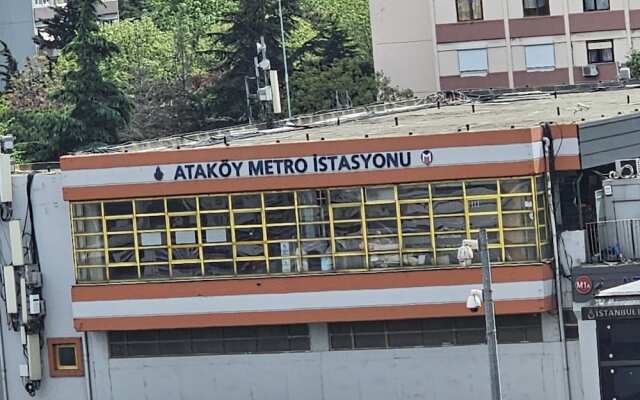 ATAKÖY METRO İSTASYONU
M1A
İSTANBUL